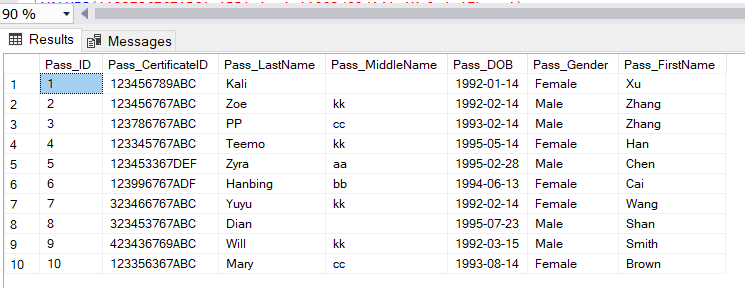 90 %
Results Messages
Pass_ID Pass_CertificateID Pass_LastName Pass_MiddleName Pass_DOB Pass_Gender Pass_FirstName
1 1 123456789ABC Kali 1992-01-14 Female Xu
2 2 123456767ABC Zoe kk 1992-02-14 Male Zhang
3 3 123786767ABC PP cc 1993-02-14 Male Zhang
4 4 123345767ABC Teemo kk 1995-05-14 Female Han
5 5 123453367DEF Zyra aa 1995-02-28 Male Chen
6 6 123996767ADF Hanbing bb 1994-06-13 Female Cai
7 7 323466767ABC Yuyu kk 1992-02-14 Female Wang
8 8 323453767ABC Dian 1995-07-23 Male Shan
9 9 423436769ABC Will kk 1992-03-15 Male Smith
10 10 123356367ABC Mary cc 1993-08-14 Female Brown